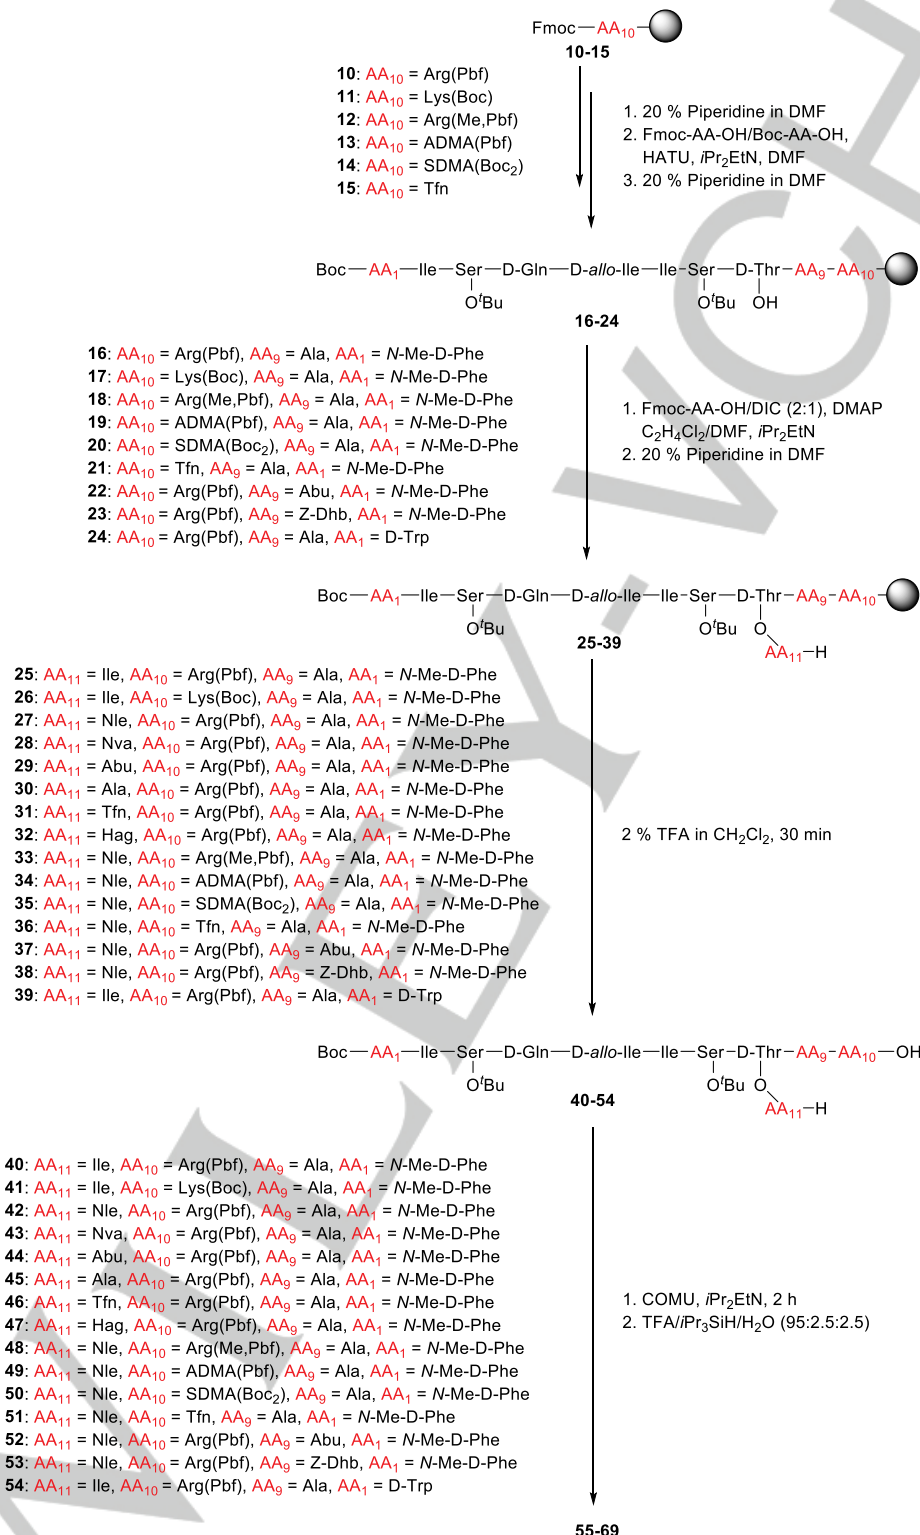 Fmoc—AA10—
10-15
10: AA10 = Arg(Pbf)
11: AA10 = Lys(Boc)
12: AA10 = Arg(Me,Pbf)
13: AA10 = ADMA(Pbf)
14: AA10 = SDMA(Boc2)
15: AA10 = Tfn
1. 20 % Piperidine in DMF
2. Fmoc-AA-OH/Boc-AA-OH,
HATU, iPr2EtN, DMF
3. 20 % Piperidine in DMF
Boc—AA1—Ile—Ser—D-Gln—D-allo-Ile—Ile—Ser—D-Thr—AA9—AA10—
OtBu OtBu OH
16-24
16: AA10 = Arg(Pbf), AA9 = Ala, AA1 = N-Me-D-Phe
17: AA10 = Lys(Boc), AA9 = Ala, AA1 = N-Me-D-Phe
18: AA10 = Arg(Me,Pbf), AA9 = Ala, AA1 = N-Me-D-Phe
19: AA10 = ADMA(Pbf), AA9 = Ala, AA1 = N-Me-D-Phe
20: AA10 = SDMA(Boc2), AA9 = Ala, AA1 = N-Me-D-Phe
21: AA10 = Tfn, AA9 = Ala, AA1 = N-Me-D-Phe
22: AA10 = Arg(Pbf), AA9 = Abu, AA1 = N-Me-D-Phe
23: AA10 = Arg(Pbf), AA9 = Z-Dhb, AA1 = N-Me-D-Phe
24: AA10 = Arg(Pbf), AA9 = Ala, AA1 = D-Trp
1. Fmoc-AA-OH/DIC (2:1), DMAP
C2H4Cl2/DMF, iPr2EtN
2. 20 % Piperidine in DMF
Boc—AA1—Ile—Ser—D-Gln—D-allo-Ile—Ile—Ser—D-Thr—AA9—AA10—
OtBu OtBu O
25-39
AA11—H
25: AA11 = Ile, AA10 = Arg(Pbf), AA9 = Ala, AA1 = N-Me-D-Phe
26: AA11 = Ile, AA10 = Lys(Boc), AA9 = Ala, AA1 = N-Me-D-Phe
27: AA11 = Nle, AA10 = Arg(Pbf), AA9 = Ala, AA1 = N-Me-D-Phe
28: AA11 = Nva, AA10 = Arg(Pbf), AA9 = Ala, AA1 = N-Me-D-Phe
29: AA11 = Abu, AA10 = Arg(Pbf), AA9 = Ala, AA1 = N-Me-D-Phe
30: AA11 = Ala, AA10 = Arg(Pbf), AA9 = Ala, AA1 = N-Me-D-Phe
31: AA11 = Tfn, AA10 = Arg(Pbf), AA9 = Ala, AA1 = N-Me-D-Phe
32: AA11 = Hag, AA10 = Arg(Pbf), AA9 = Ala, AA1 = N-Me-D-Phe
33: AA11 = Nle, AA10 = Arg(Me,Pbf), AA9 = Ala, AA1 = N-Me-D-Phe
34: AA11 = Nle, AA10 = ADMA(Pbf), AA9 = Ala, AA1 = N-Me-D-Phe
35: AA11 = Nle, AA10 = SDMA(Boc2), AA9 = Ala, AA1 = N-Me-D-Phe
36: AA11 = Nle, AA10 = Tfn, AA9 = Ala, AA1 = N-Me-D-Phe
37: AA11 = Nle, AA10 = Arg(Pbf), AA9 = Abu, AA1 = N-Me-D-Phe
38: AA11 = Nle, AA10 = Arg(Pbf), AA9 = Z-Dhb, AA1 = N-Me-D-Phe
39: AA11 = Ile, AA10 = Arg(Pbf), AA9 = Ala, AA1 = D-Trp
2 % TFA in CH2Cl2, 30 min
Boc—AA1—Ile—Ser—D-Gln—D-allo-Ile—Ile—Ser—D-Thr—AA9—AA10—OH
OtBu OtBu O
40-54
AA11—H
40: AA11 = Ile, AA10 = Arg(Pbf), AA9 = Ala, AA1 = N-Me-D-Phe
41: AA11 = Ile, AA10 = Lys(Boc), AA9 = Ala, AA1 = N-Me-D-Phe
42: AA11 = Nle, AA10 = Arg(Pbf), AA9 = Ala, AA1 = N-Me-D-Phe
43: AA11 = Nva, AA10 = Arg(Pbf), AA9 = Ala, AA1 = N-Me-D-Phe
44: AA11 = Abu, AA10 = Arg(Pbf), AA9 = Ala, AA1 = N-Me-D-Phe
45: AA11 = Ala, AA10 = Arg(Pbf), AA9 = Ala, AA1 = N-Me-D-Phe
46: AA11 = Tfn, AA10 = Arg(Pbf), AA9 = Ala, AA1 = N-Me-D-Phe
47: AA11 = Hag, AA10 = Arg(Pbf), AA9 = Ala, AA1 = N-Me-D-Phe
48: AA11 = Nle, AA10 = Arg(Me,Pbf), AA9 = Ala, AA1 = N-Me-D-Phe
49: AA11 = Nle, AA10 = ADMA(Pbf), AA9 = Ala, AA1 = N-Me-D-Phe
50: AA11 = Nle, AA10 = SDMA(Boc2), AA9 = Ala, AA1 = N-Me-D-Phe
51: AA11 = Nle, AA10 = Tfn, AA9 = Ala, AA1 = N-Me-D-Phe
52: AA11 = Nle, AA10 = Arg(Pbf), AA9 = Abu, AA1 = N-Me-D-Phe
53: AA11 = Nle, AA10 = Arg(Pbf), AA9 = Z-Dhb, AA1 = N-Me-D-Phe
54: AA11 = Ile, AA10 = Arg(Pbf), AA9 = Ala, AA1 = D-Trp
1. COMU, iPr2EtN, 2 h
2. TFA/iPr3SiH/H2O (95:2.5:2.5)
55-69
WILEY-VCH